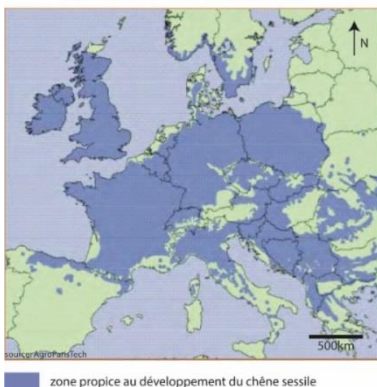 N
500km
source:AgroParisTech
zone propice au développement du chêne sessile